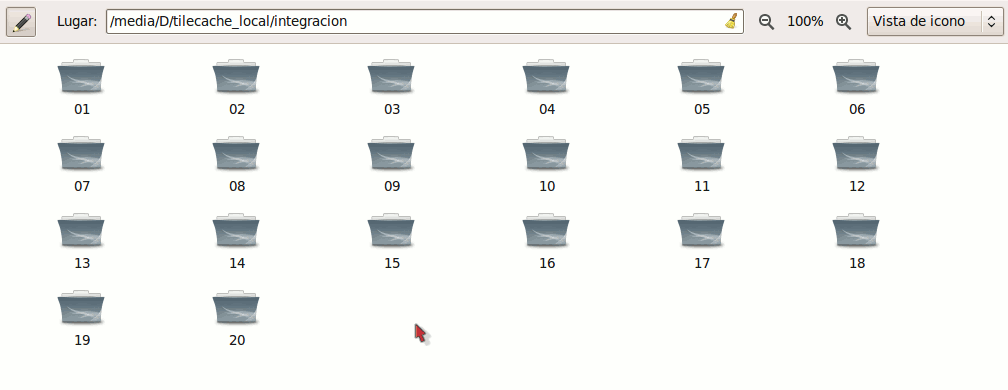 Lugar: /media/D/tilecache_local/integracion 100% Vista de icono
01 02 03 04 05 06
07 08 09 10 11 12
13 14 15 16 17 18
19 20